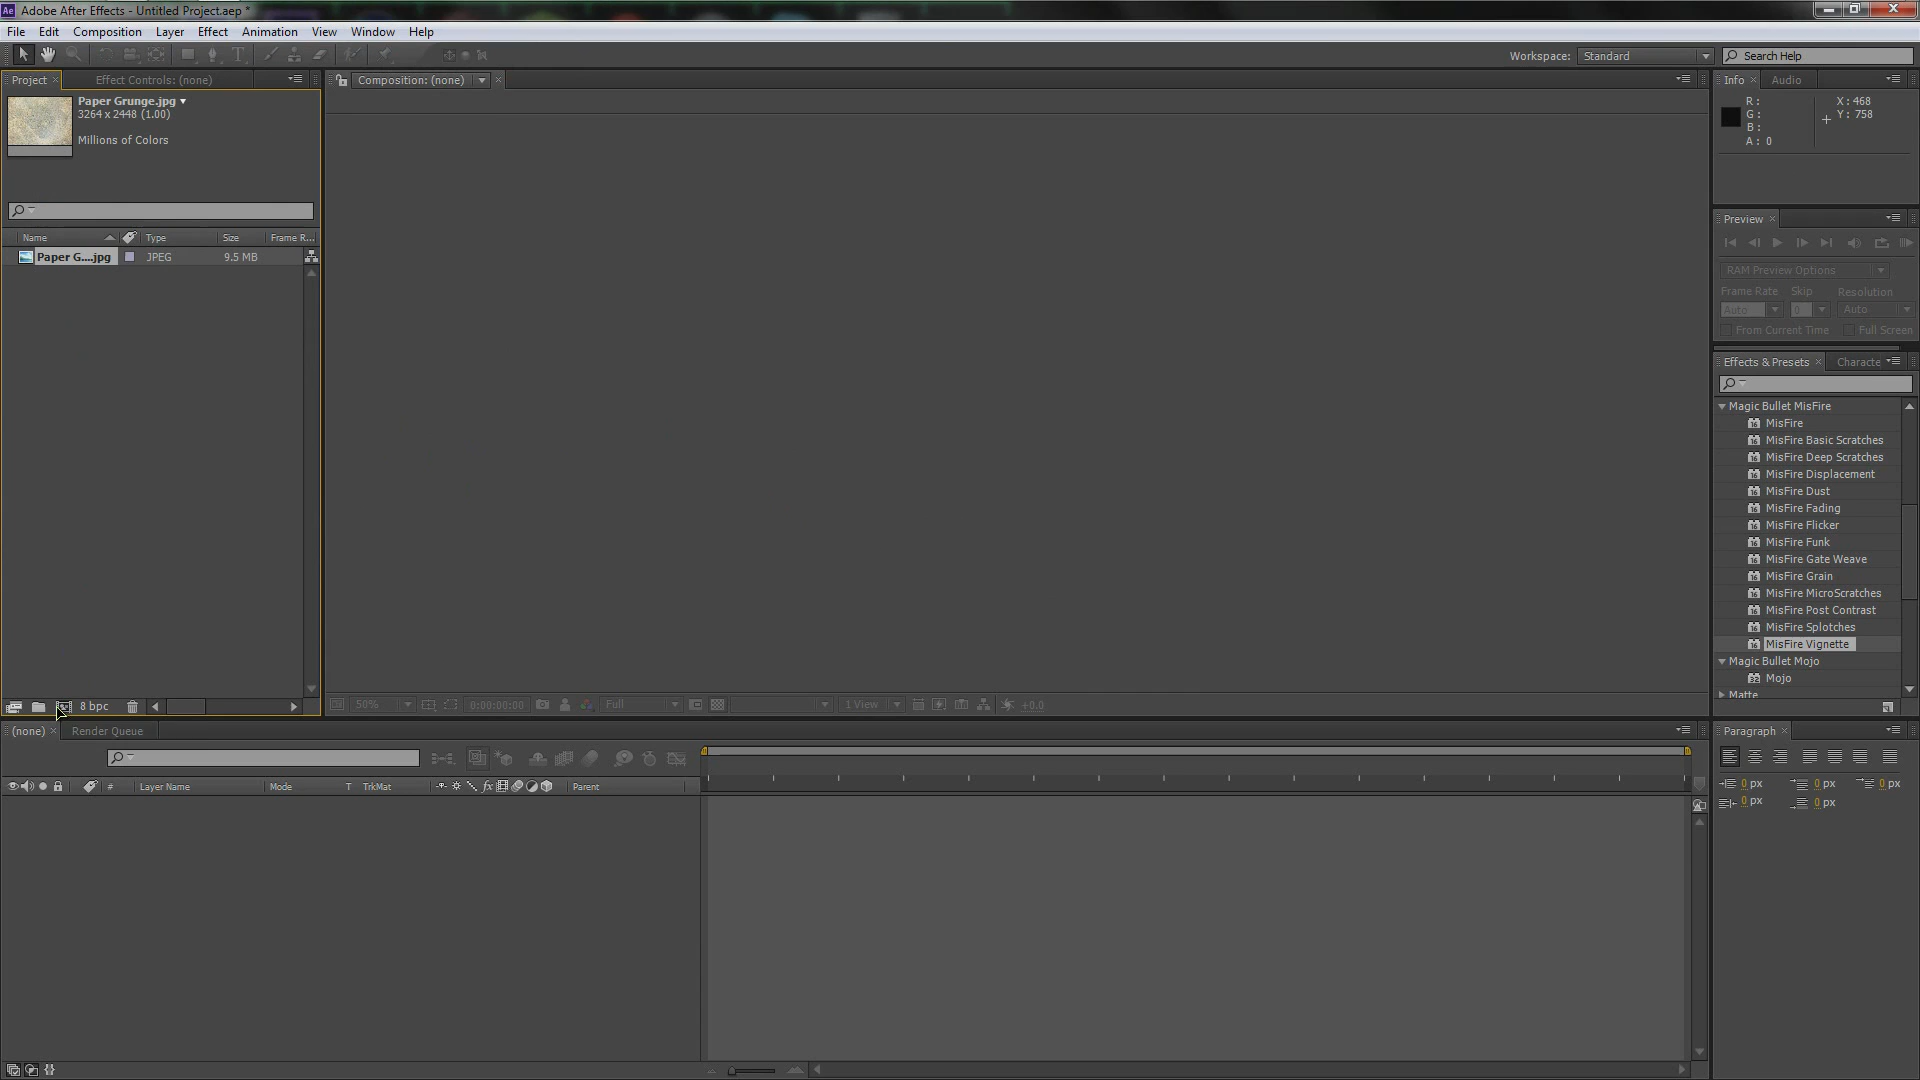 Ae Adobe After Effects - Untitled Project.aep *
File Edit Composition Layer Effect Animation View Window Help
T Workspace: Standard Search Help
Project × Effect Controls: (none) Composition: (none) × Info × Audio
Paper Grunge.jpg
3264 x 2448 (1.00)
Millions of Colors
R :
G :
B :
A : 0
X : 468
Y : 758
Preview ×
RAM Preview Options
Frame Rate Skip Resolution
Auto 0 Auto
From Current Time Full Screen
Name Type Size Frame R...
Paper G....jpg JPEG 9.5 MB
Effects & Presets × Characte
Magic Bullet MisFire
MisFire
MisFire Basic Scratches
MisFire Deep Scratches
MisFire Displacement
MisFire Dust
MisFire Fading
MisFire Flicker
MisFire Funk
MisFire Gate Weave
MisFire Grain
MisFire MicroScratches
MisFire Post Contrast
MisFire Splotches
MisFire Vignette
Magic Bullet Mojo
Mojo
Matte
8 bpc 50% 0:00:00:00 Full 1 View +0.0
(none) × Render Queue
# Layer Name Mode T TrkMat fx Parent
Paragraph ×
0 px 0 px 0 px
0 px 0 px